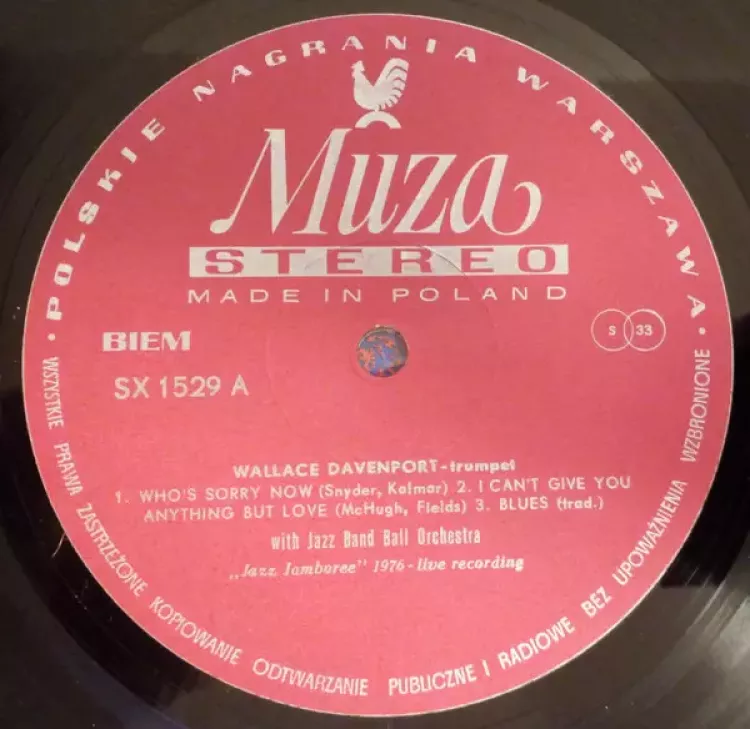 • POLSKIE NAGRANIA WARSZAWA •
Muza
STEREO
MADE IN POLAND
BIEM
S 33
SX 1529 A
WALLACE DAVENPORT-trumpet
1. WHO'S SORRY NOW (Snyder, Kalmar) 2. I CAN'T GIVE YOU
ANYTHING BUT LOVE (McHugh, Fields) 3. BLUES (trad.)
with Jazz Band Ball Orchestra
„Jazz Jamboree” 1976-live recording
WSZYSTKIE PRAWA ZASTRZEŻONE KOPIOWANIE ODTWARZANIE PUBLICZNE I RADIOWE BEZ UPOWAŻNIENIA WZBRONIONE